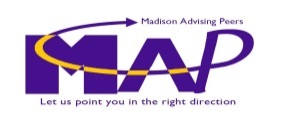 Madison Advising Peers
MAP
Let us point you in the right direction